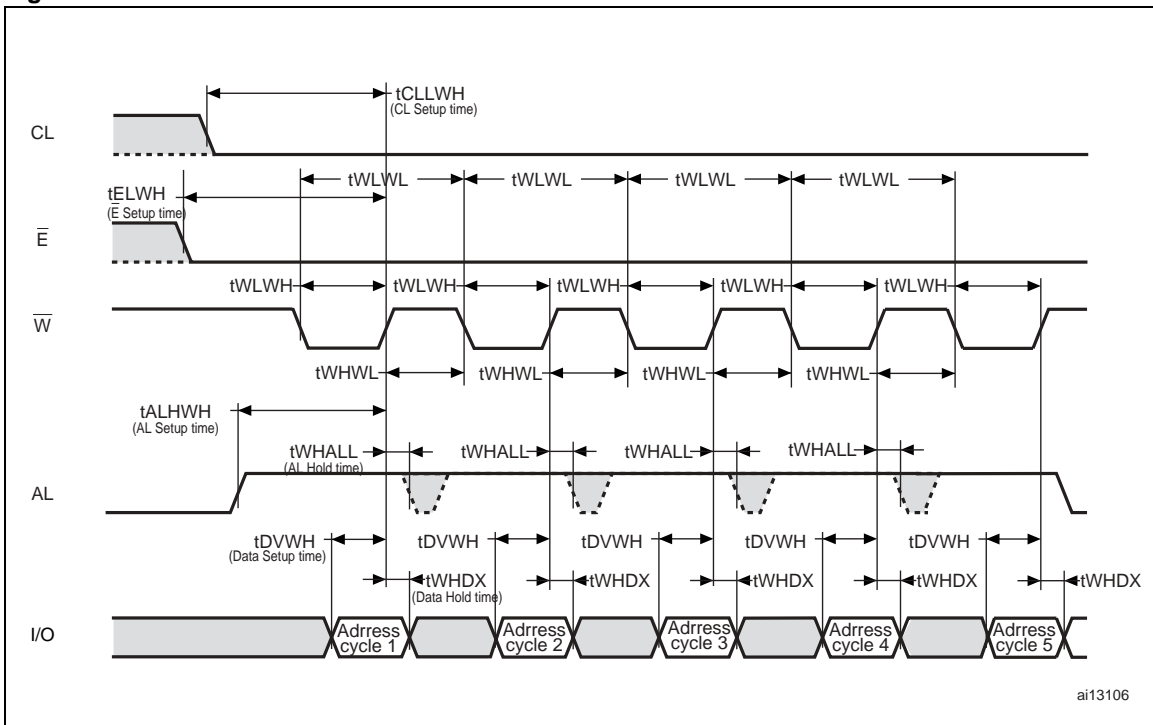 tCLLWH
(CL Setup time)
CL
tWLWL tWLWL tWLWL tWLWL
tELWH
(E Setup time)
E
tWLWH tWLWH tWLWH tWLWH tWLWH
W
tWHWL tWHWL tWHWL tWHWL
tALHWH
(AL Setup time)
tWHALL tWHALL tWHALL tWHALL
(AL Hold time)
AL
tDVWH tDVWH tDVWH tDVWH tDVWH
(Data Setup time)
tWHDX tWHDX tWHDX tWHDX tWHDX
(Data Hold time)
I/O
Adrress Adrress Adrress Adrress Adrress
cycle 1 cycle 2 cycle 3 cycle 4 cycle 5
ai13106